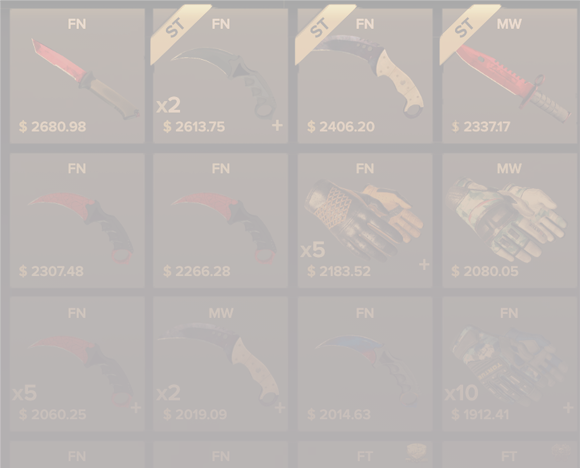 FN
ST
FN
ST
FN
ST
MW
x2
$ 2680.98
$ 2613.75
+
$ 2406.20
$ 2337.17
FN
FN
FN
MW
x5
$ 2307.48
$ 2266.28
$ 2183.52
+
$ 2080.05
FN
MW
FN
FN
x5
$ 2060.25
+
x2
$ 2019.09
+
$ 2014.63
x10
$ 1912.41
+
FN
FN
FT
FT